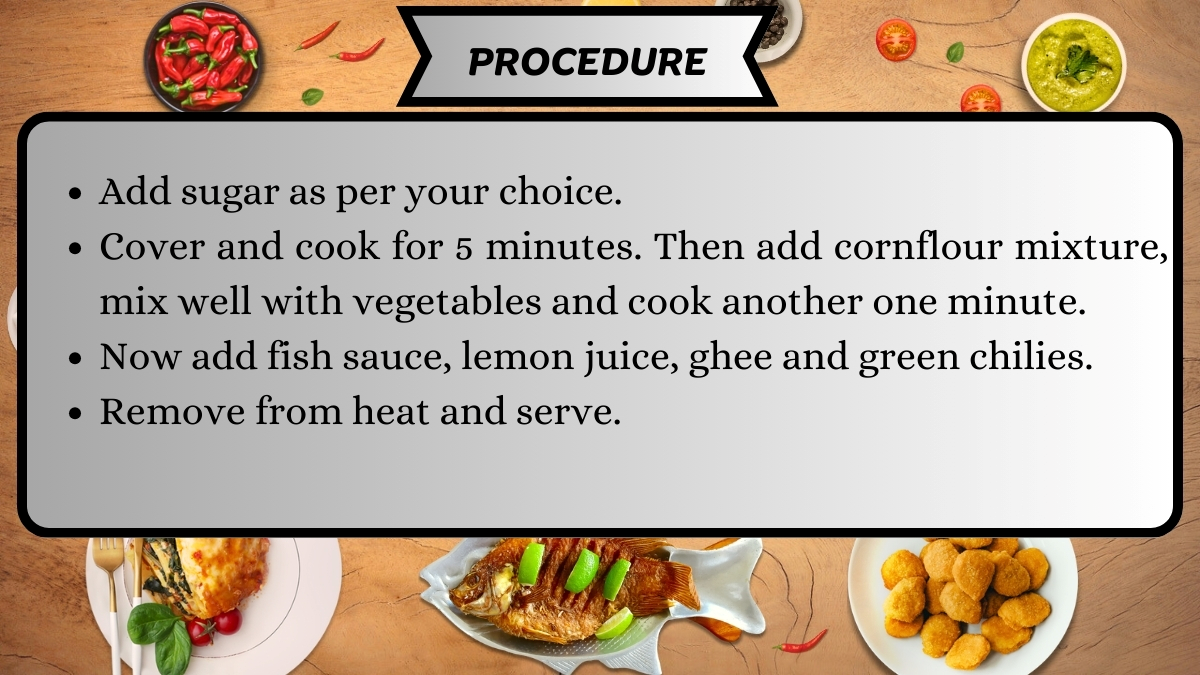 PROCEDURE
• Add sugar as per your choice.
• Cover and cook for 5 minutes. Then add cornflour mixture,
mix well with vegetables and cook another one minute.
• Now add fish sauce, lemon juice, ghee and green chilies.
• Remove from heat and serve.